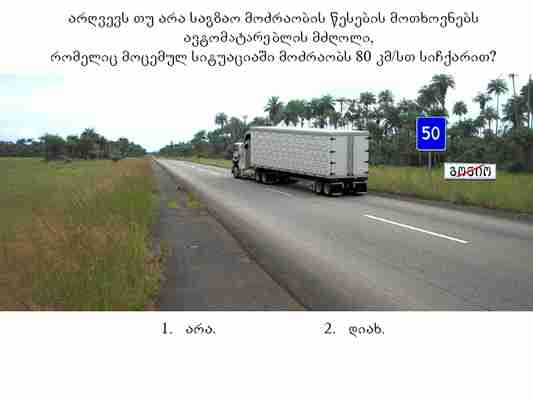 არღვევს თუ არა საგზაო მოძრაობის წესების მოთხოვნებს
ავტომატარებლის მძღოლი,
რომელიც მოცემულ სიტუაციაში მოძრაობს 80 კმ/სთ სიჩქარით?
50
გონიო
1. არა.
2. დიახ.